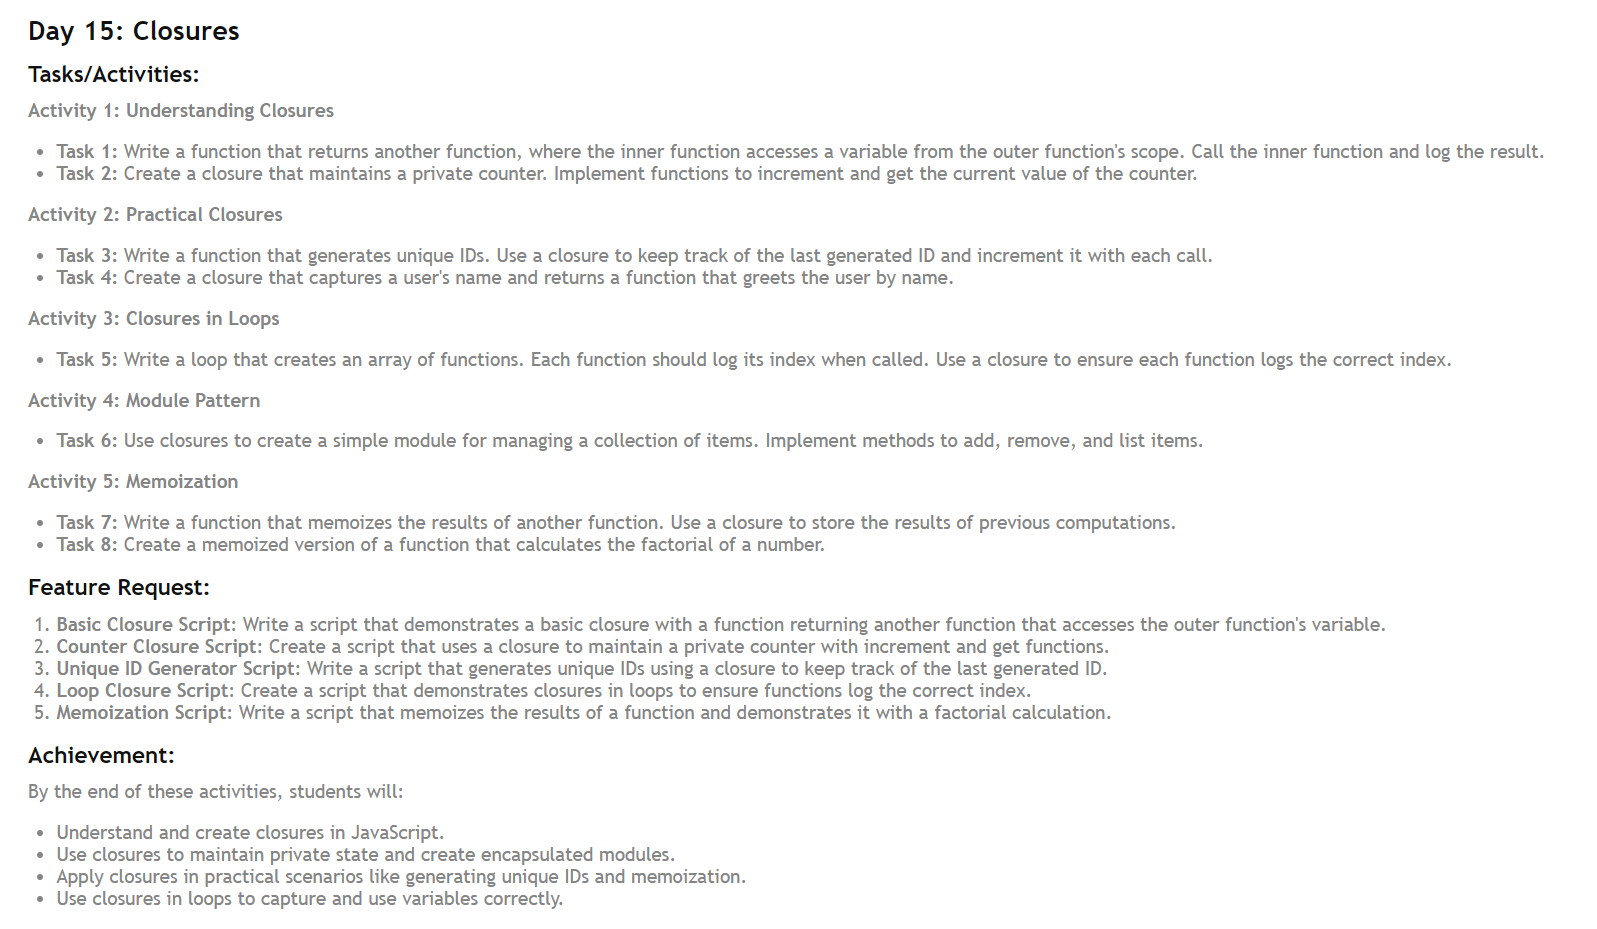 Day 15: Closures
Tasks/Activities:
Activity 1: Understanding Closures
• Task 1: Write a function that returns another function, where the inner function accesses a variable from the outer function's scope. Call the inner function and log the result.
• Task 2: Create a closure that maintains a private counter. Implement functions to increment and get the current value of the counter.
Activity 2: Practical Closures
• Task 3: Write a function that generates unique IDs. Use a closure to keep track of the last generated ID and increment it with each call.
• Task 4: Create a closure that captures a user's name and returns a function that greets the user by name.
Activity 3: Closures in Loops
• Task 5: Write a loop that creates an array of functions. Each function should log its index when called. Use a closure to ensure each function logs the correct index.
Activity 4: Module Pattern
• Task 6: Use closures to create a simple module for managing a collection of items. Implement methods to add, remove, and list items.
Activity 5: Memoization
• Task 7: Write a function that memoizes the results of another function. Use a closure to store the results of previous computations.
• Task 8: Create a memoized version of a function that calculates the factorial of a number.
Feature Request:
1. Basic Closure Script: Write a script that demonstrates a basic closure with a function returning another function that accesses the outer function's variable.
2. Counter Closure Script: Create a script that uses a closure to maintain a private counter with increment and get functions.
3. Unique ID Generator Script: Write a script that generates unique IDs using a closure to keep track of the last generated ID.
4. Loop Closure Script: Create a script that demonstrates closures in loops to ensure functions log the correct index.
5. Memoization Script: Write a script that memoizes the results of a function and demonstrates it with a factorial calculation.
Achievement:
By the end of these activities, students will:
• Understand and create closures in JavaScript.
• Use closures to maintain private state and create encapsulated modules.
• Apply closures in practical scenarios like generating unique IDs and memoization.
• Use closures in loops to capture and use variables correctly.